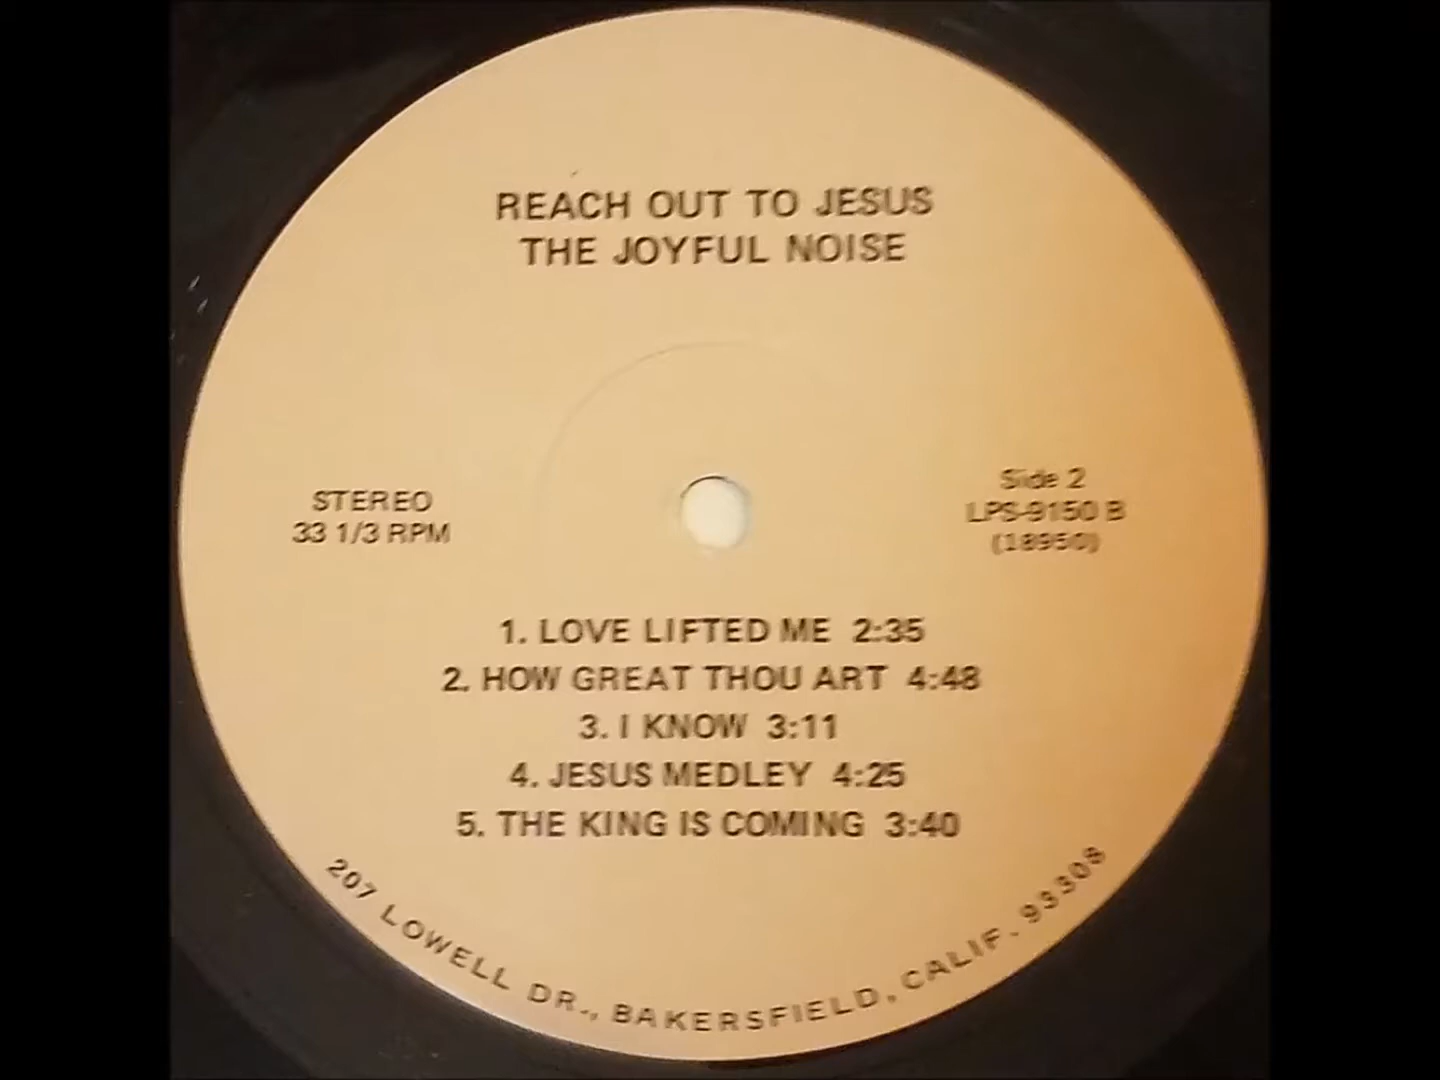 REACH OUT TO JESUS
THE JOYFUL NOISE
STEREO
33 1/3 RPM
Side 2
LPS-9150 B
(18950)
1. LOVE LIFTED ME 2:35
2. HOW GREAT THOU ART 4:48
3. I KNOW 3:11
4. JESUS MEDLEY 4:25
5. THE KING IS COMING 3:40
207 LOWELL DR., BAKERSFIELD, CALIF. 93308